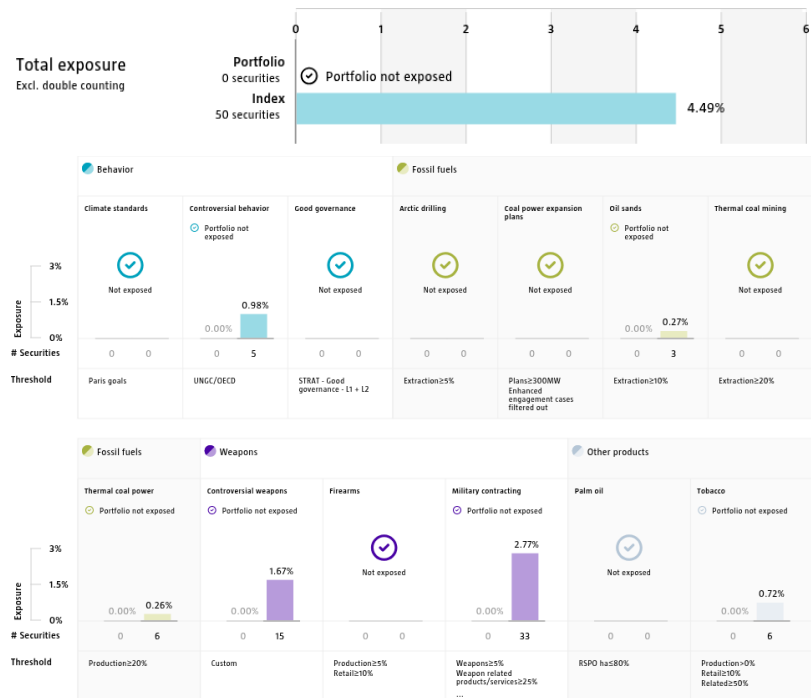 0 1 2 3 4 5 6
Total exposure
Excl. double counting
Portfolio
0 securities
Portfolio not exposed
Index
50 securities
4.49%
Behavior
Fossil fuels
Climate standards
Controversial behavior
Good governance
Arctic drilling
Coal power expansion
plans
Oil sands
Thermal coal mining
Portfolio not
exposed
Portfolio not
exposed
Exposure
3%
1.5%
0%
Not exposed
0.00%
0.98%
Not exposed
Not exposed
Not exposed
0.00%
0.27%
Not exposed
# Securities
0 0 0 5 0 0 0 0 0 0 0 3 0 0
Threshold
Paris goals
UNGC/OECD
STRAT - Good
governance - L1 + L2
Extraction≥5%
Plans≥300MW
Enhanced
engagement cases
filtered out
Extraction≥10%
Extraction≥20%
Fossil fuels
Weapons
Other products
Thermal coal power
Controversial weapons
Firearms
Military contracting
Palm oil
Tobacco
Portfolio not exposed
Portfolio not exposed
Portfolio not exposed
Portfolio not exposed
Exposure
3%
1.5%
0%
0.00%
0.26%
0.00%
1.67%
Not exposed
0.00%
2.77%
Not exposed
0.00%
0.72%
# Securities
0 6 0 15 0 0 0 33 0 0 0 6
Threshold
Production≥20%
Custom
Production≥5%
Retail≥10%
Weapons≥5%
Weapon related
products/services≥25%
...
RSPO ha≤80%
Production>0%
Retail≥10%
Related≥50%